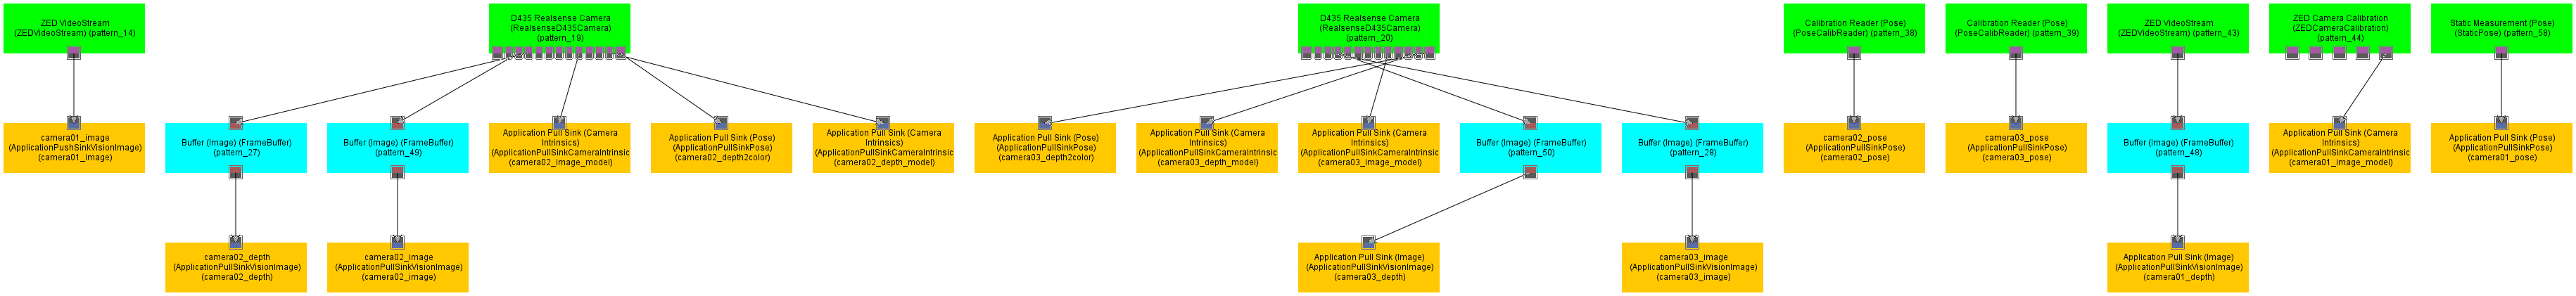 ZED VideoStream
(ZEDVideoStream) (pattern_14)
D435 Realsense Camera
(RealsenseD435Camera)
(pattern_19)
D435 Realsense Camera
(RealsenseD435Camera)
(pattern_20)
Calibration Reader (Pose)
(PoseCalibReader) (pattern_38)
Calibration Reader (Pose)
(PoseCalibReader) (pattern_39)
ZED VideoStream
(ZEDVideoStream) (pattern_43)
ZED Camera Calibration
(ZEDCameraCalibration)
(pattern_44)
Static Measurement (Pose)
(StaticPose) (pattern_58)
camera01_image
(ApplicationPushSinkVisionImage)
(camera01_image)
Buffer (Image) (FrameBuffer)
(pattern_27)
Buffer (Image) (FrameBuffer)
(pattern_49)
Application Pull Sink (Camera
Intrinsics)
(ApplicationPullSinkCameraIntrinsic
(camera02_image_model)
Application Pull Sink (Pose)
(ApplicationPullSinkPose)
(camera02_depth2color)
Application Pull Sink (Camera
Intrinsics)
(ApplicationPullSinkCameraIntrinsic
(camera02_depth_model)
Application Pull Sink (Pose)
(ApplicationPullSinkPose)
(camera03_depth2color)
Application Pull Sink (Camera
Intrinsics)
(ApplicationPullSinkCameraIntrinsic
(camera03_depth_model)
Application Pull Sink (Camera
Intrinsics)
(ApplicationPullSinkCameraIntrinsic
(camera03_image_model)
Buffer (Image) (FrameBuffer)
(pattern_50)
Buffer (Image) (FrameBuffer)
(pattern_28)
camera02_pose
(ApplicationPullSinkPose)
(camera02_pose)
camera03_pose
(ApplicationPullSinkPose)
(camera03_pose)
Buffer (Image) (FrameBuffer)
(pattern_48)
Application Pull Sink (Camera
Intrinsics)
(ApplicationPullSinkCameraIntrinsic
(camera01_image_model)
Application Pull Sink (Pose)
(ApplicationPullSinkPose)
(camera01_pose)
camera02_depth
(ApplicationPullSinkVisionImage)
(camera02_depth)
camera02_image
(ApplicationPullSinkVisionImage)
(camera02_image)
Application Pull Sink (Image)
(ApplicationPullSinkVisionImage)
(camera03_depth)
camera03_image
(ApplicationPullSinkVisionImage)
(camera03_image)
Application Pull Sink (Image)
(ApplicationPullSinkVisionImage)
(camera01_depth)